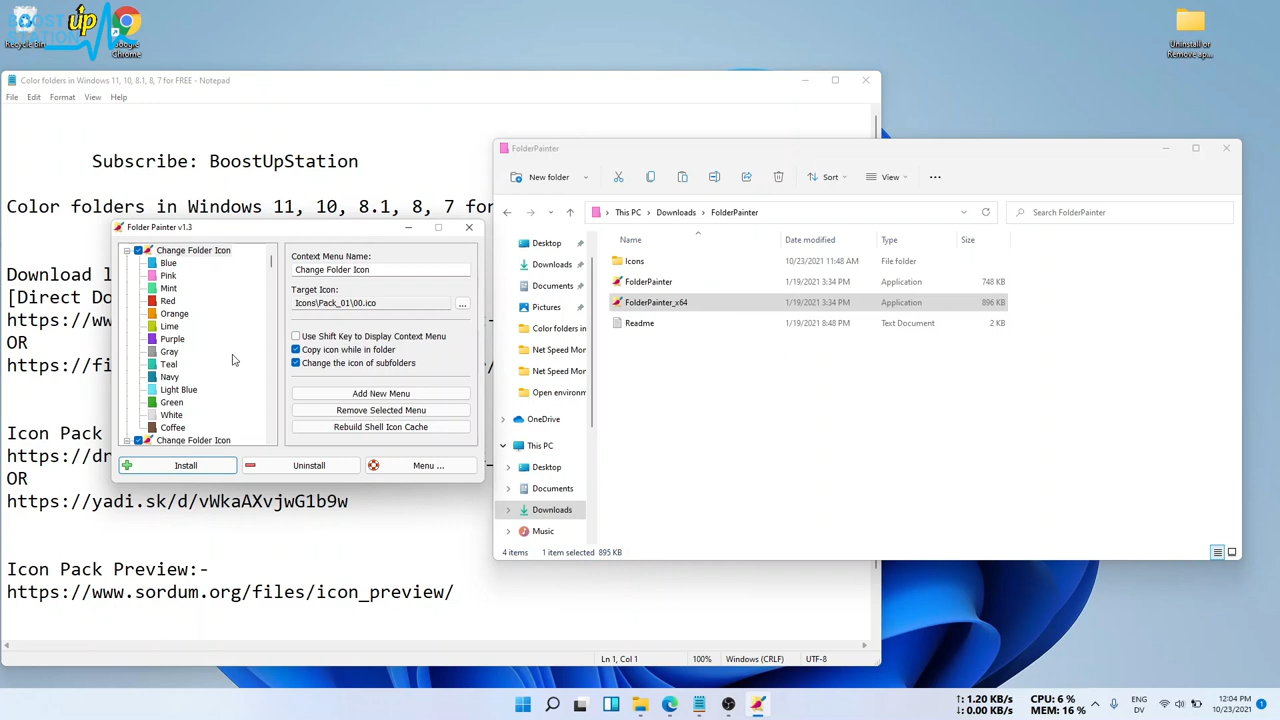 BOOST UP
STATION
Recycle Bin
Google
Chrome
Uninstall or
Remove ap...
Color folders in Windows 11, 10, 8.1, 8, 7 for FREE - Notepad
File Edit Format View Help
Subscribe: BoostUpStation
Color folders in Windows 11, 10, 8.1, 8, 7 for
Download l
[Direct Do
https://ww
OR
https://fi
Icon Pack
https://dr
OR
https://yadi.sk/d/vWkaAXvjwG1b9w
Icon Pack Preview:-
https://www.sordum.org/files/icon_preview/
Ln 1, Col 1 100% Windows (CRLF) UTF-8
Folder Painter v1.3
Change Folder Icon
Blue
Pink
Mint
Red
Orange
Lime
Purple
Gray
Teal
Navy
Light Blue
Green
White
Coffee
Change Folder Icon
Context Menu Name:
Change Folder Icon
Target Icon:
Icons\Pack_01\00.ico
...
Use Shift Key to Display Context Menu
Copy icon while in folder
Change the icon of subfolders
Add New Menu
Remove Selected Menu
Rebuild Shell Icon Cache
Install Uninstall Menu ...
FolderPainter
New folder Sort View
This PC > Downloads > FolderPainter
Search FolderPainter
Desktop
Downloads
Documents
Pictures
Color folders in
Net Speed Mon
Net Speed Mon
Open environm
OneDrive
This PC
Desktop
Documents
Downloads
Music
Name Date modified Type Size
Icons 10/23/2021 11:48 AM File folder
FolderPainter 1/19/2021 3:34 PM Application 748 KB
FolderPainter_x64 1/19/2021 3:34 PM Application 896 KB
Readme 1/19/2021 8:48 PM Text Document 2 KB
4 items 1 item selected 895 KB
↑: 1.20 KB/s
↓: 0.00 KB/s
CPU: 6 %
MEM: 16 %
ENG
DV
12:04 PM
10/23/2021
1